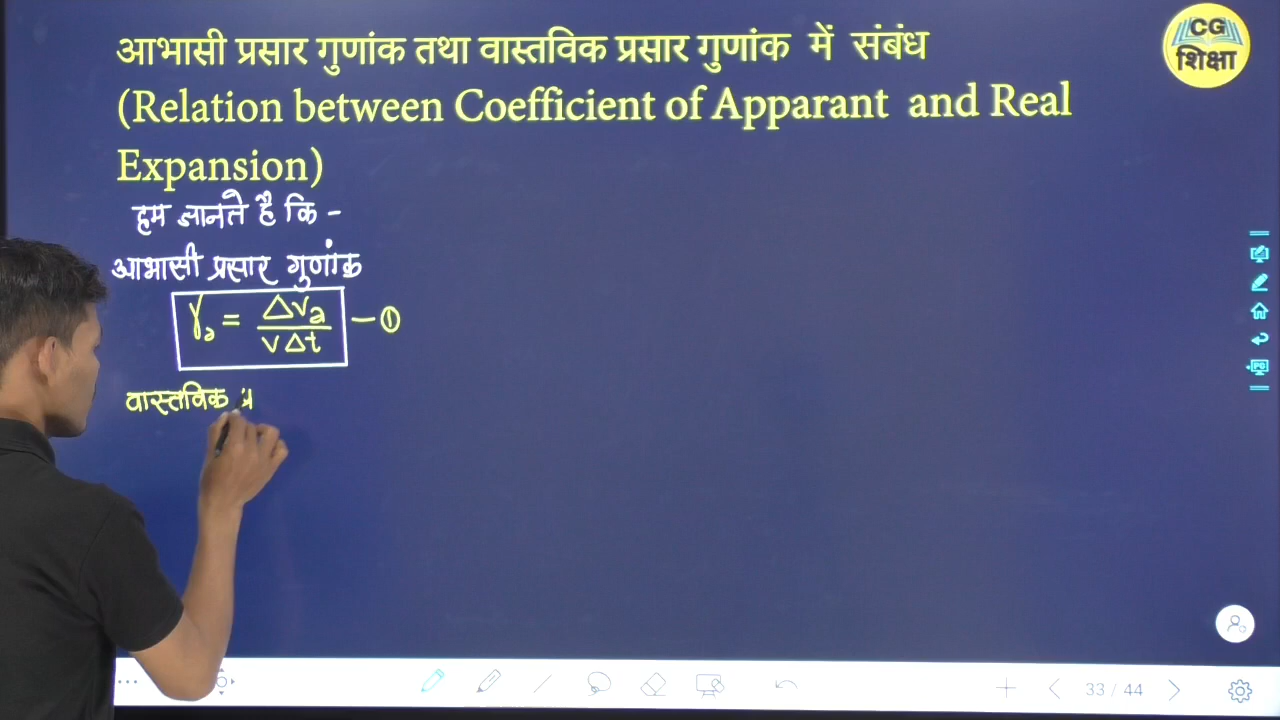 आभासी प्रसार गुणांक तथा वास्तविक प्रसार गुणांक में संबंध
(Relation between Coefficient of Apparant and Real
Expansion)
हम जानते है कि -
आभासी प्रसार गुणांक
γa = ΔVa / VΔt — ①
वास्तविक प्र
CG
शिक्षा
33 / 44